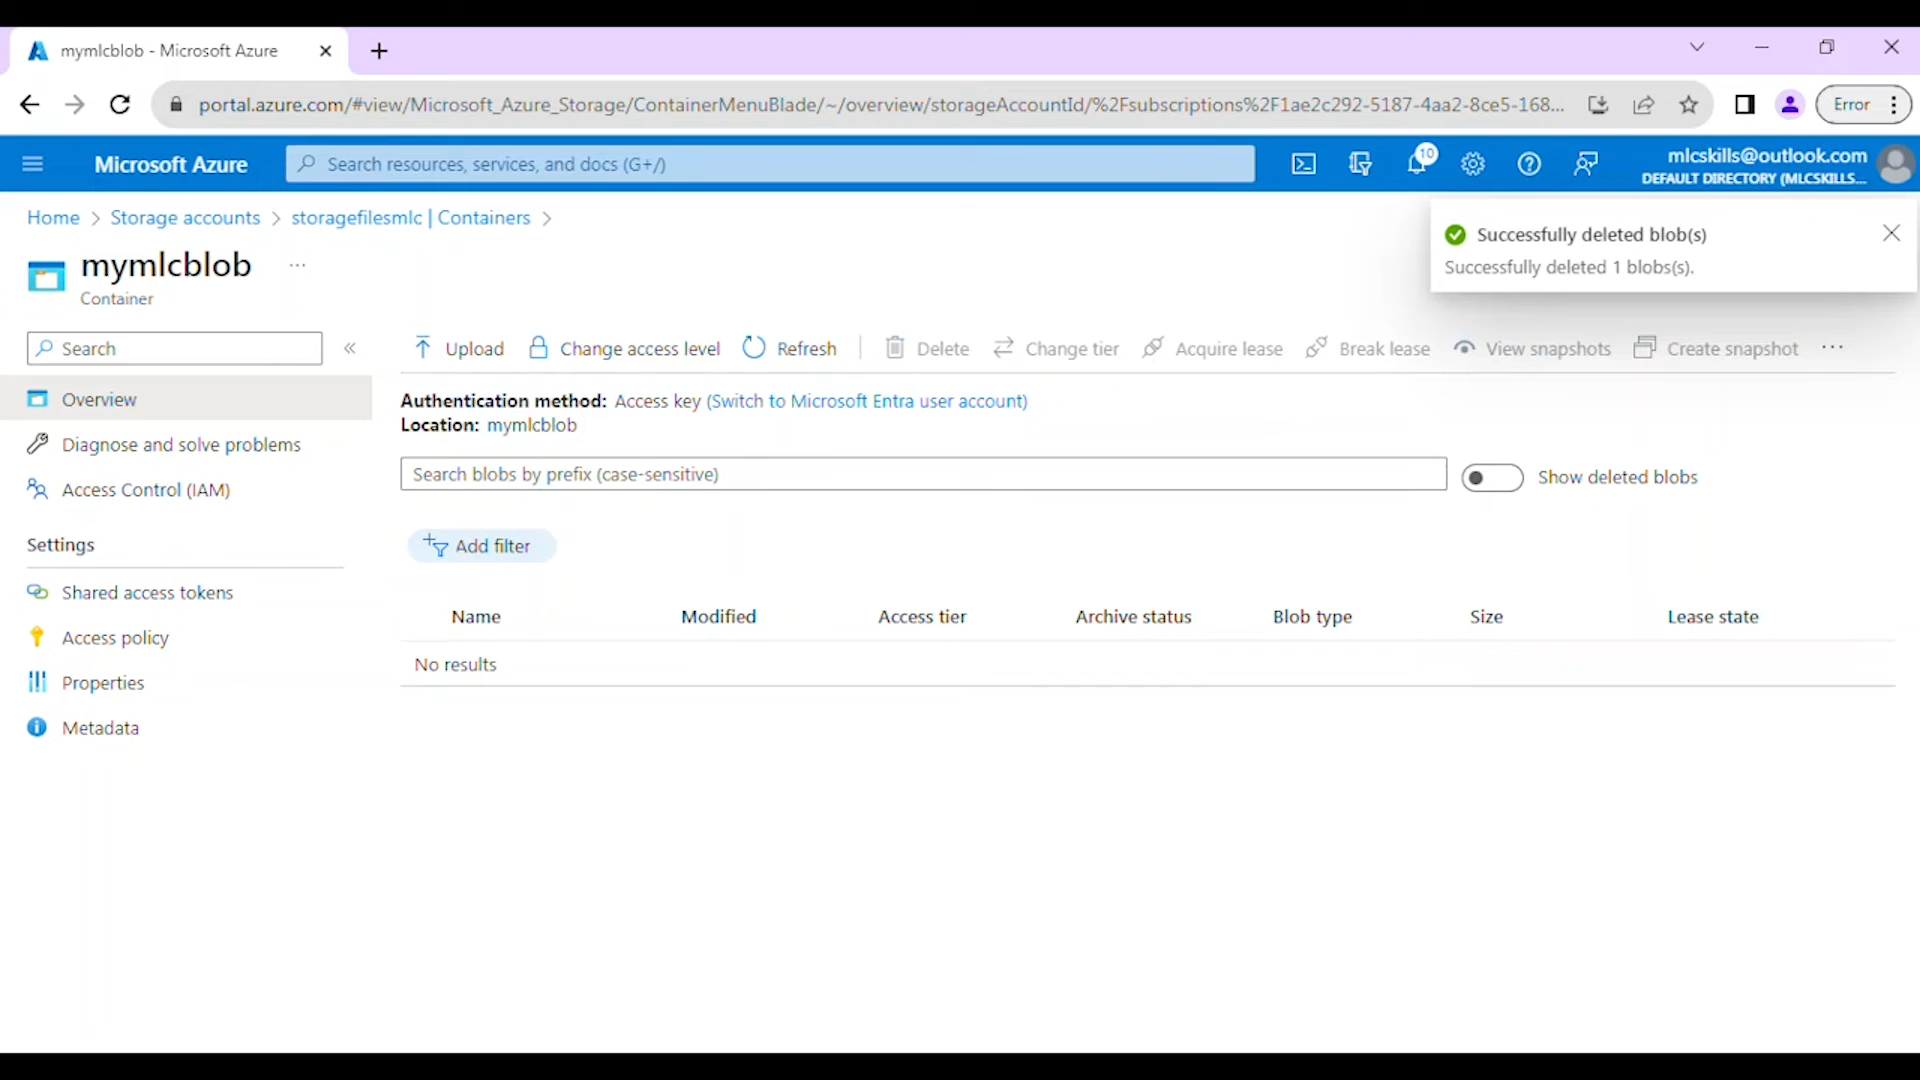 mymlcblob - Microsoft Azure
portal.azure.com/#view/Microsoft_Azure_Storage/ContainerMenuBlade/~/overview/storageAccountId/%2Fsubscriptions%2F1ae2c292-5187-4aa2-8ce5-168...
Error
Microsoft Azure
Search resources, services, and docs (G+/)
10
mlcskills@outlook.com
DEFAULT DIRECTORY (MLCSKILLS...
Home > Storage accounts > storagefilesmlc | Containers >
mymlcblob
...
Container
Successfully deleted blob(s)
Successfully deleted 1 blobs(s).
Search
Upload
Change access level
Refresh
Delete
Change tier
Acquire lease
Break lease
View snapshots
Create snapshot
...
Overview
Diagnose and solve problems
Access Control (IAM)
Settings
Shared access tokens
Access policy
Properties
Metadata
Authentication method: Access key (Switch to Microsoft Entra user account)
Location: mymlcblob
Search blobs by prefix (case-sensitive)
Show deleted blobs
Add filter
Name
Modified
Access tier
Archive status
Blob type
Size
Lease state
No results